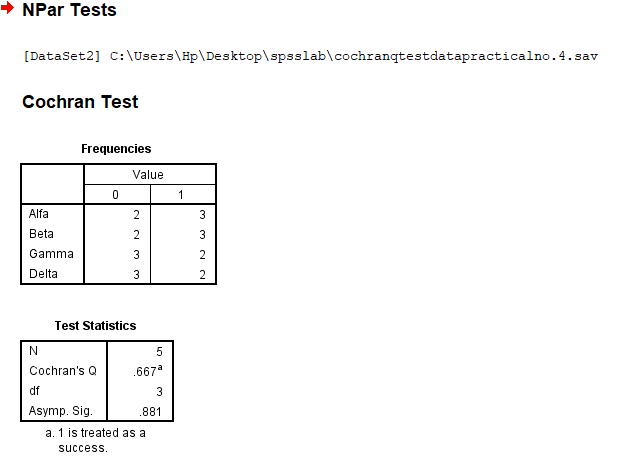 NPar Tests
[DataSet2] C:\Users\Hp\Desktop\spsslab\cochranqtestdatapracticalno.4.sav
Cochran Test
Frequencies
Value
0 1
Alfa 2 3
Beta 2 3
Gamma 3 2
Delta 3 2
Test Statistics
N 5
Cochran's Q .667a
df 3
Asymp. Sig. .881
a. 1 is treated as a
success.